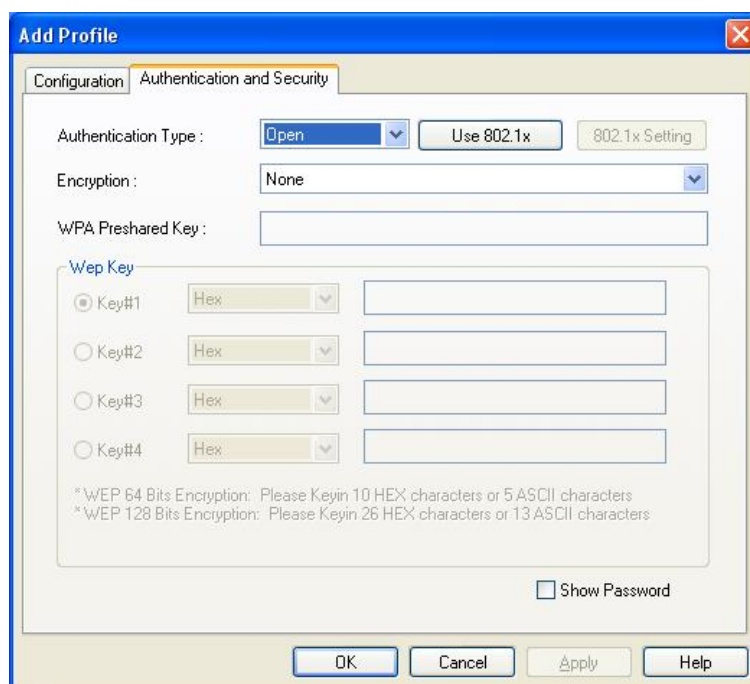 Add Profile
Configuration
Authentication and Security
Authentication Type : Open Use 802.1x 802.1x Setting
Encryption : None
WPA Preshared Key :
Wep Key
Key#1 Hex
Key#2 Hex
Key#3 Hex
Key#4 Hex
* WEP 64 Bits Encryption: Please Keyin 10 HEX characters or 5 ASCII characters
* WEP 128 Bits Encryption: Please Keyin 26 HEX characters or 13 ASCII characters
Show Password
OK Cancel Apply Help